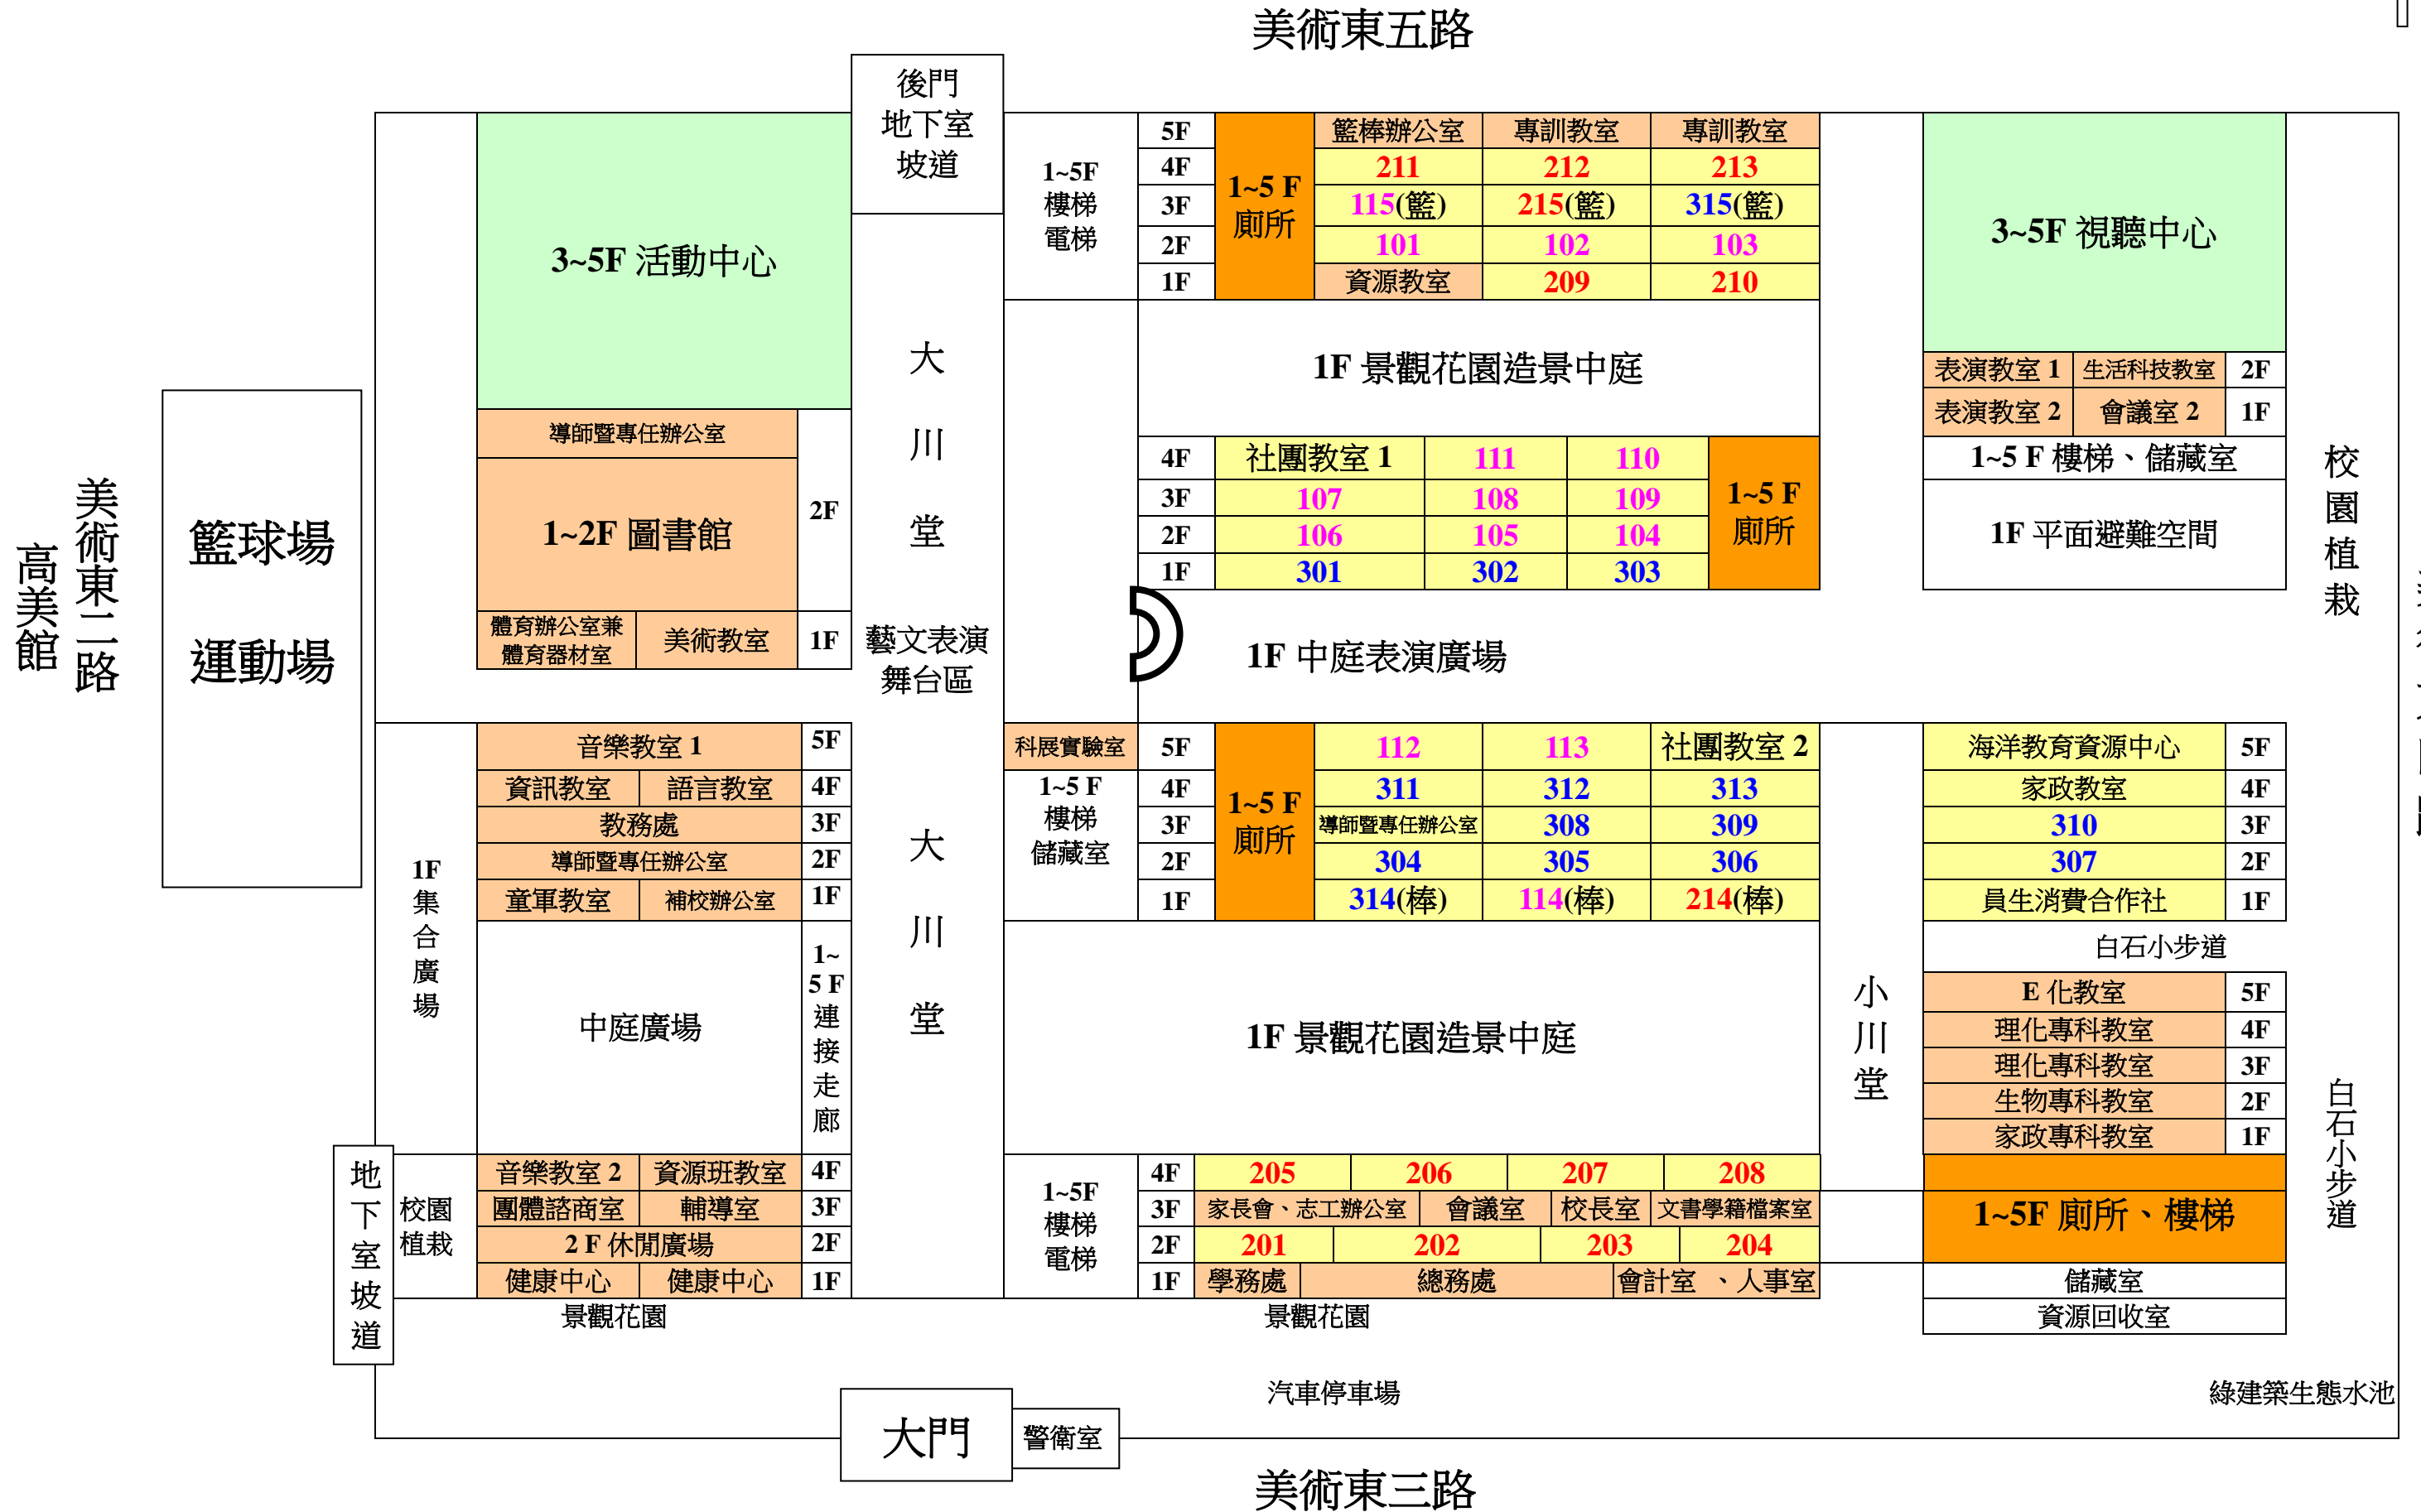 美術東五路
後門
地下室
坡道
3~5F 活動中心
導師暨專任辦公室
1~2F 圖書館
2F
體育辦公室兼
體育器材室
美術教室
1F
大川堂
藝文表演
舞台區
大川堂
1~5F
樓梯
電梯
1~5 F
廁所
5F 籃棒辦公室 專訓教室 專訓教室
4F 211 212 213
3F 115(籃) 215(籃) 315(籃)
2F 101 102 103
1F 資源教室 209 210
1F 景觀花園造景中庭
4F 社團教室 1 111 110
3F 107 108 109
2F 106 105 104
1F 301 302 303
1~5 F
廁所
1F 中庭表演廣場
3~5F 視聽中心
表演教室 1 生活科技教室 2F
表演教室 2 會議室 2 1F
1~5 F 樓梯、儲藏室
1F 平面避難空間
校園植栽
高美館
美術東二路
籃球場
運動場
1F
集合廣場
音樂教室 1 5F
資訊教室 語言教室 4F
教務處 3F
導師暨專任辦公室 2F
童軍教室 補校辦公室 1F
中庭廣場
1~
5 F
連接走廊
音樂教室 2 資源班教室 4F
團體諮商室 輔導室 3F
2 F 休閒廣場 2F
健康中心 健康中心 1F
校園
植栽
地下室坡道
景觀花園
科展實驗室
1~5 F
樓梯
儲藏室
1~5 F
廁所
5F 112 113 社團教室 2
4F 311 312 313
3F 導師暨專任辦公室 308 309
2F 304 305 306
1F 314(棒) 114(棒) 214(棒)
1F 景觀花園造景中庭
小川堂
1~5F
樓梯
電梯
4F 205 206 207 208
3F 家長會、志工辦公室 會議室 校長室 文書學籍檔案室
2F 201 202 203 204
1F 學務處 總務處 會計室 、人事室
景觀花園
海洋教育資源中心 5F
家政教室 4F
310 3F
307 2F
員生消費合作社 1F
白石小步道
E 化教室 5F
理化專科教室 4F
理化專科教室 3F
生物專科教室 2F
家政專科教室 1F
1~5F 廁所、樓梯
儲藏室
資源回收室
白石小步道
汽車停車場
綠建築生態水池
大門
警衛室
美術東三路